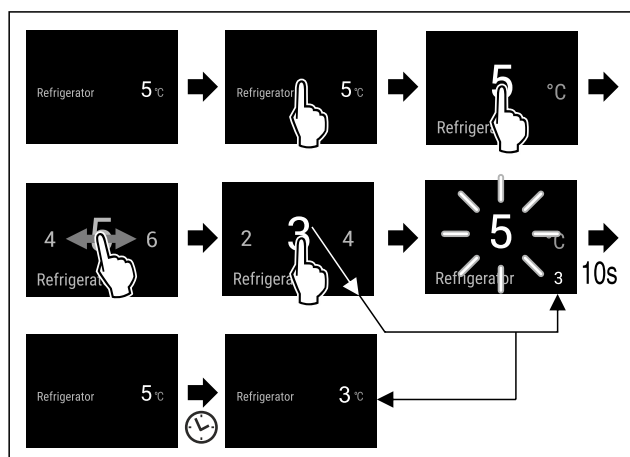 Refrigerator 5 °C
Refrigerator 5 °C
5 °C
Refrigerator
4 5 6
Refrigerator
2 3 4
Refrigerator
5 °C
Refrigerator 3
10s
Refrigerator 5 °C
Refrigerator 3 °C